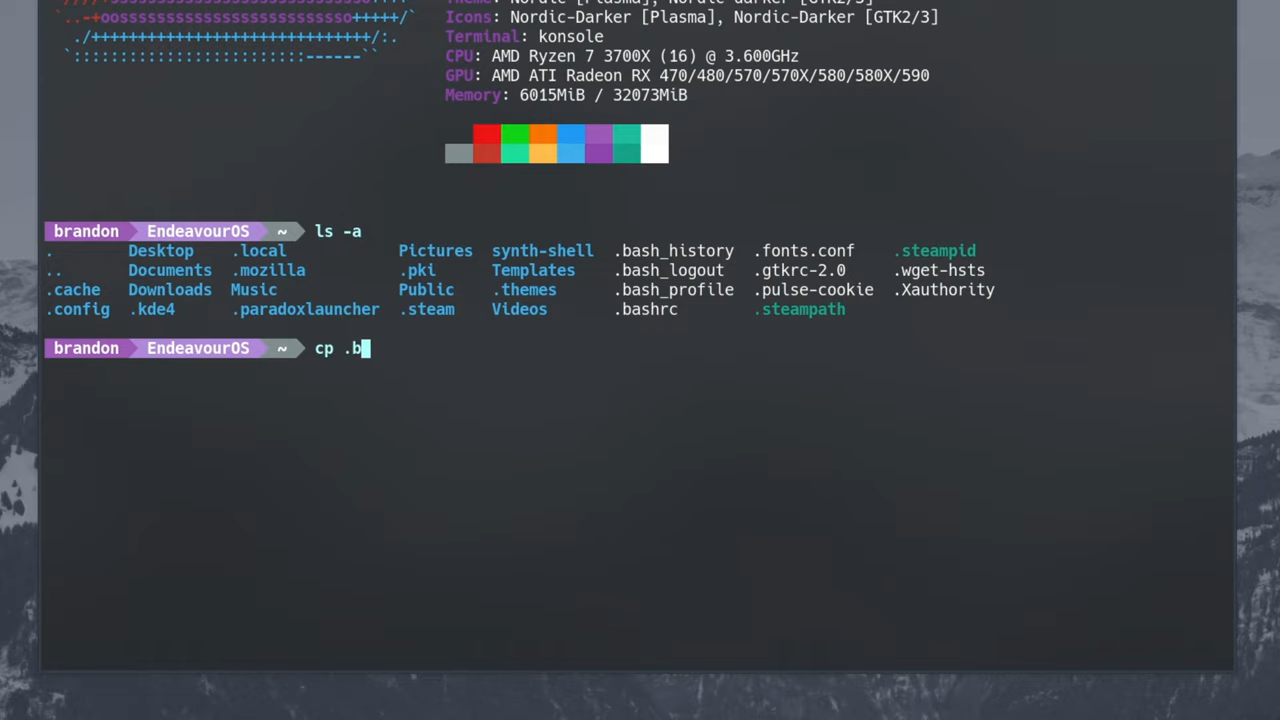 Icons: Nordic-Darker [Plasma], Nordic-Darker [GTK2/3]
`..-+oosssssssssssssssssssssssso+++++/`
./++++++++++++++++++++++++++++++/:.
`:::::::::::::::::::::::::------``
Terminal: konsole
CPU: AMD Ryzen 7 3700X (16) @ 3.600GHz
GPU: AMD ATI Radeon RX 470/480/570/570X/580/580X/590
Memory: 6015MiB / 32073MiB
brandon EndeavourOS ~ ls -a
. Desktop .local Pictures synth-shell .bash_history .fonts.conf .steampid
.. Documents .mozilla .pki Templates .bash_logout .gtkrc-2.0 .wget-hsts
.cache Downloads Music Public .themes .bash_profile .pulse-cookie .Xauthority
.config .kde4 .paradoxlauncher .steam Videos .bashrc .steampath
brandon EndeavourOS ~ cp .b